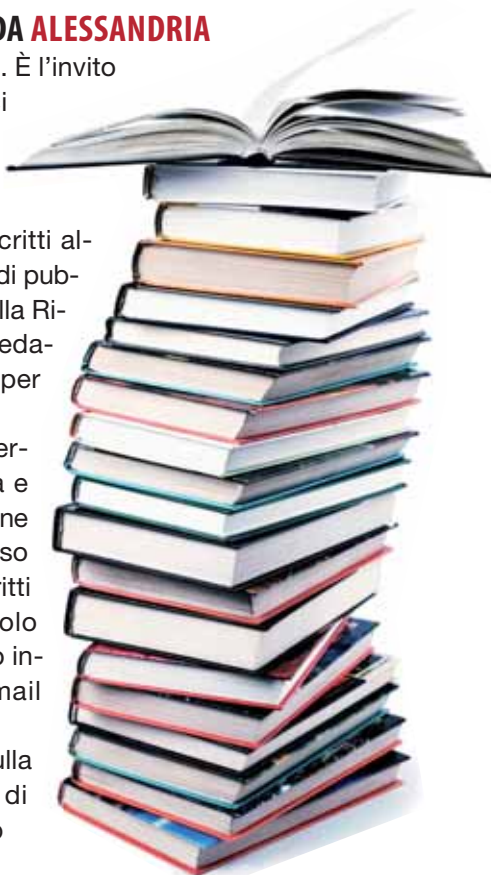 DA ALESSANDRIA
. È l’invito
i
critti al-
di pub-
lla Ri-
eda-
per
er-
a e
ne
so
itti
olo
o in-
mail
ulla
di
o